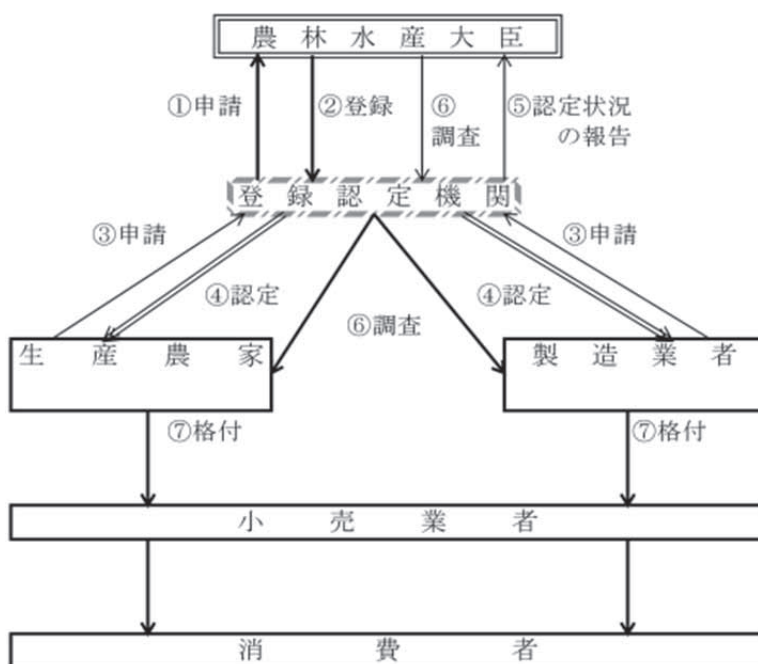 農林水産大臣
①申請
②登録
⑥
調査
⑤認定状況
の報告
登録認定機関
③申請
③申請
④認定
④認定
⑥調査
生産農家
製造業者
⑦格付
⑦格付
小売業者
消費者